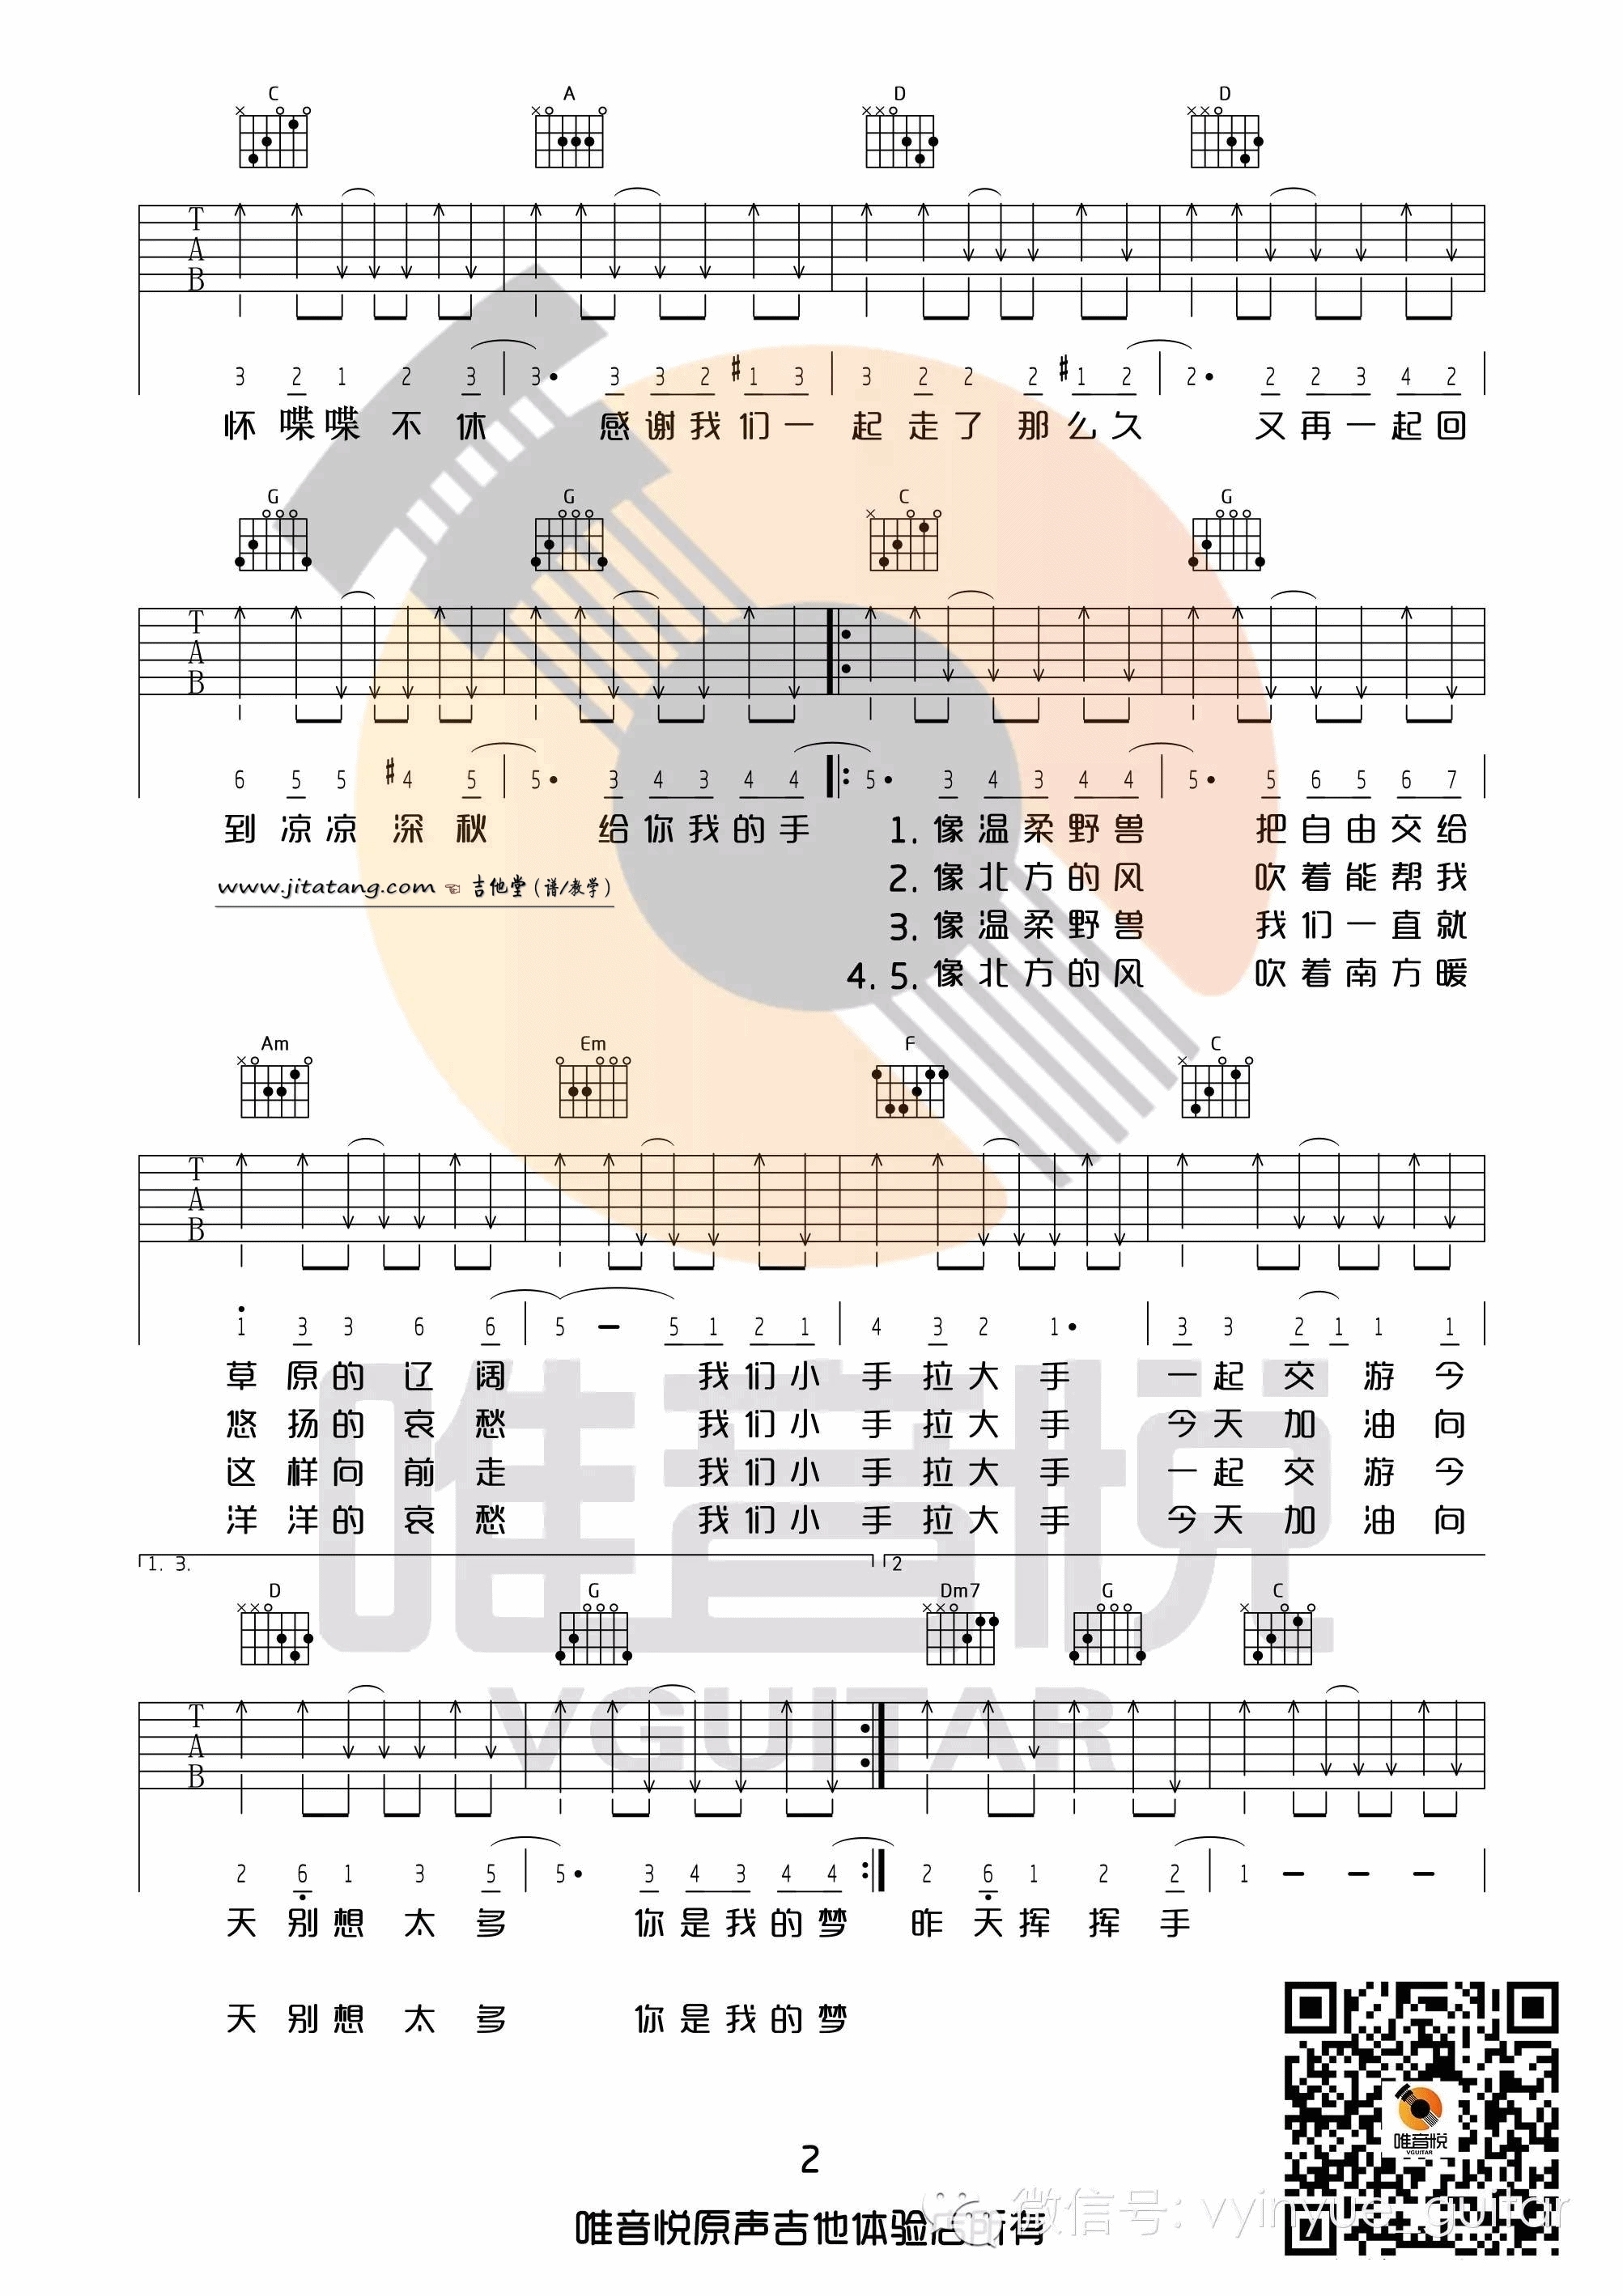 C A D D
T
A
B
3 2 1 2 3 3· 3 3 2 #1 3 3 2 2 2 #1 2 2· 2 2 3 4 2
怀喋喋不休 感谢我们一起走了那么久 又再一起回
G G C G
T
A
B
6 5 5 #4 5 5· 3 4 3 4 4 5· 3 4 3 4 4 5· 5 6 5 6 7
到凉凉深秋 给你我的手 1.像温柔野兽 把自由交给
2.像北方的风 吹着能帮我
www.jitatang.com ☜ 吉他堂(谱/教学)
3.像温柔野兽 我们一直就
4.5.像北方的风 吹着南方暖
Am Em F C
T
A
B
1 3 3 6 6 5 – 5 1 2 1 4 3 2 1· 3 3 2 1 1 1
草原的辽阔 我们小手拉大手 一起交游今
悠扬的哀愁 我们小手拉大手 今天加油向
这样向前走 我们小手拉大手 一起交游今
洋洋的哀愁 我们小手拉大手 今天加油向
1. 3. 2
D G Dm7 G C
T
A
B
2 6 1 3 5 5· 3 4 3 4 4 2 6 1 2 2 1 – – –
天别想太多 你是我的梦 昨天挥挥手
天别想太多 你是我的梦
唯音悦
VGUITAR
唯音悦
VGUITAR
2
唯音悦原声吉他体验店所有
微信号: vyinyue_guitar